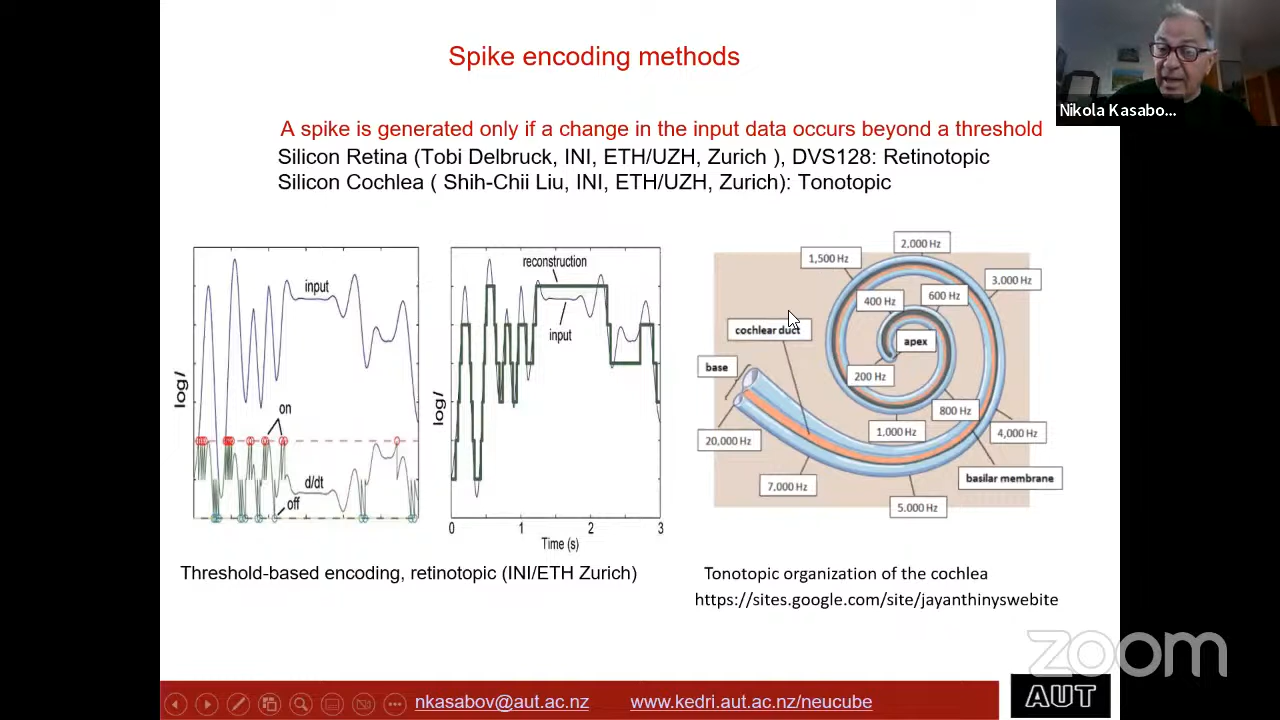 Spike encoding methods
Nikola Kasabo...
A spike is generated only if a change in the input data occurs beyond a threshold
Silicon Retina (Tobi Delbruck, INI, ETH/UZH, Zurich ), DVS128: Retinotopic
Silicon Cochlea ( Shih-Chii Liu, INI, ETH/UZH, Zurich): Tonotopic
input
logI
on
d/dt
off
reconstruction
input
logI
0 1 2 3
Time (s)
2,000 Hz
1,500 Hz
3,000 Hz
600 Hz
400 Hz
cochlear duct
apex
base
200 Hz
800 Hz
1,000 Hz
4,000 Hz
20,000 Hz
basilar membrane
7,000 Hz
5.000 Hz
Threshold-based encoding, retinotopic (INI/ETH Zurich)
Tonotopic organization of the cochlea
https://sites.google.com/site/jayanthinyswebite
zoom
nkasabov@aut.ac.nz www.kedri.aut.ac.nz/neucube
AUT